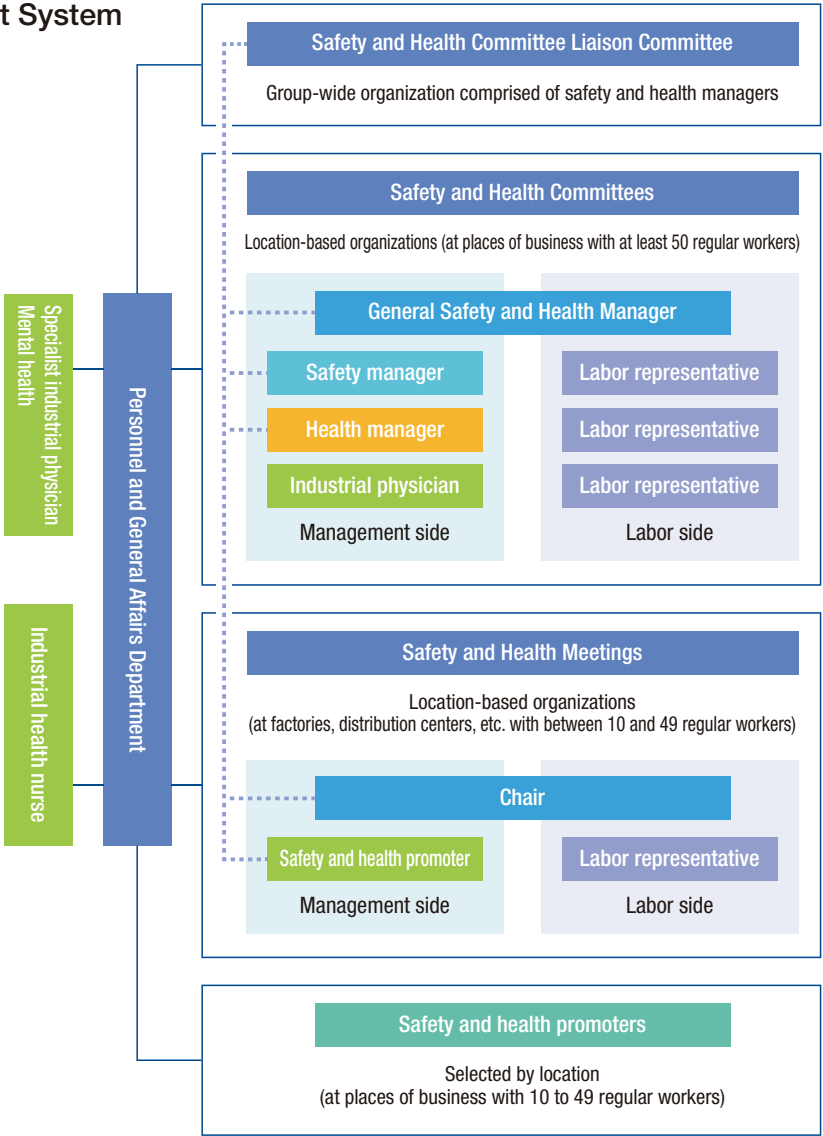 t System
Safety and Health Committee Liaison Committee
Group-wide organization comprised of safety and health managers
Safety and Health Committees
Location-based organizations (at places of business with at least 50 regular workers)
General Safety and Health Manager
Safety manager
Labor representative
Health manager
Labor representative
Industrial physician
Labor representative
Management side
Labor side
Specialist industrial physician
Mental health
Personnel and General Affairs Department
Industrial health nurse
Safety and Health Meetings
Location-based organizations
(at factories, distribution centers, etc. with between 10 and 49 regular workers)
Chair
Safety and health promoter
Labor representative
Management side
Labor side
Safety and health promoters
Selected by location
(at places of business with 10 to 49 regular workers)